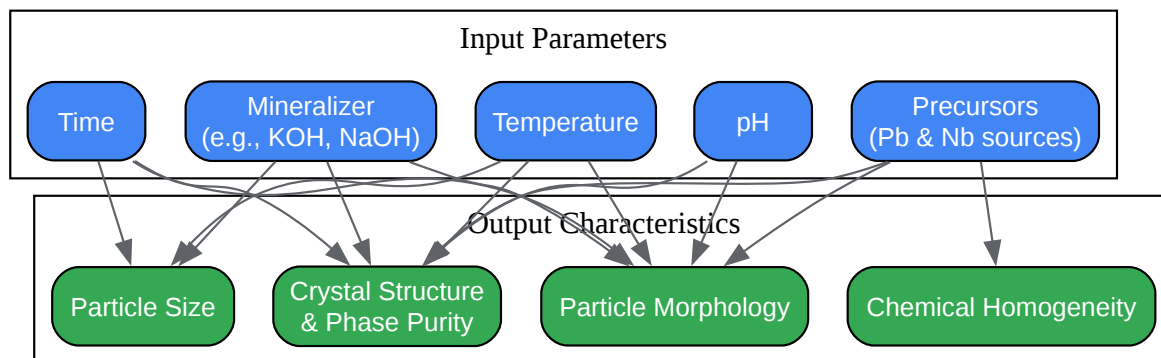 Input Parameters
Time
Mineralizer
(e.g., KOH, NaOH)
Temperature
pH
Precursors
(Pb & Nb sources)
Output Characteristics
Particle Size
Crystal Structure
& Phase Purity
Particle Morphology
Chemical Homogeneity